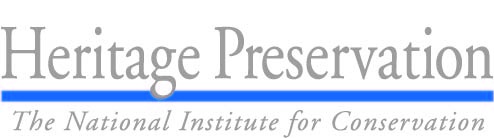 Heritage Preservation
The National Institute for Conservation